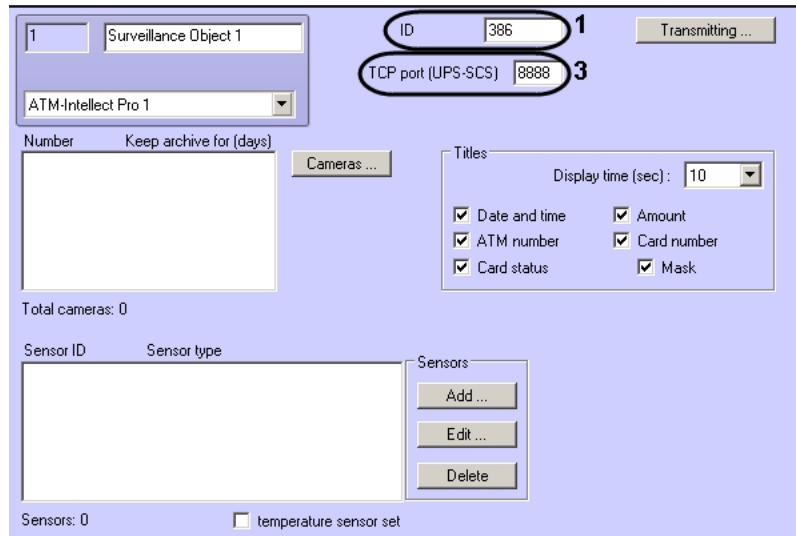 1 Surveillance Object 1 ID 386 1 Transmitting ...
TCP port (UPS-SCS) 8888 3
ATM-Intellect Pro 1
Number Keep archive for (days)
Cameras ...
Titles
Display time (sec) : 10
Date and time Amount
ATM number Card number
Card status Mask
Total cameras: 0
Sensor ID Sensor type
Sensors
Add ...
Edit ...
Delete
Sensors: 0 temperature sensor set